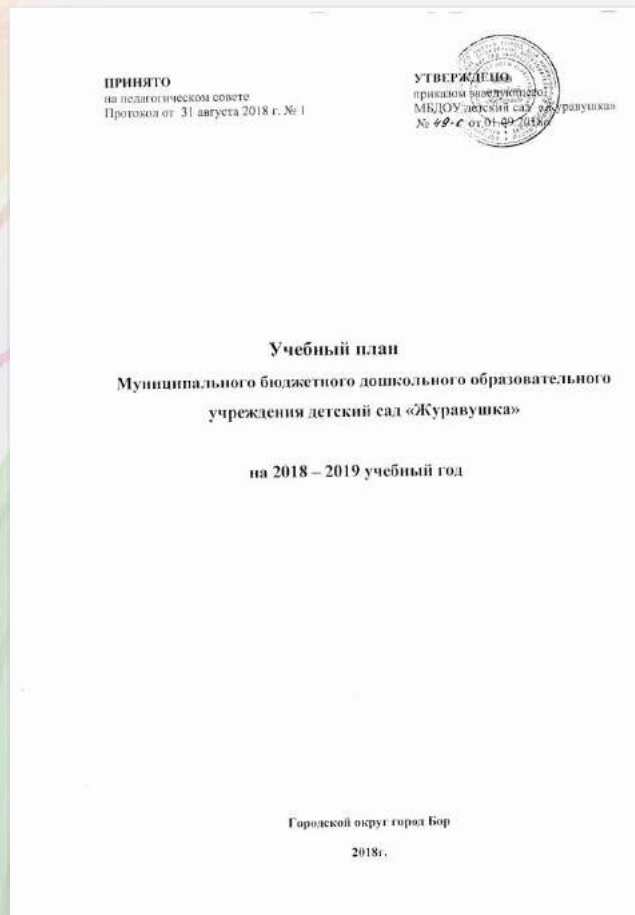 ПРИНЯТО
на педагогическом совете
Протокол от 31 августа 2018 г. № 1
УТВЕРЖДЕНО
приказом заведующего
МБДОУ детский сад «Журавушка»
№ 49-с от 01.09.2018г.
Учебный план
Муниципального бюджетного дошкольного образовательного
учреждения детский сад «Журавушка»
на 2018 – 2019 учебный год
Городской округ город Бор
2018г.